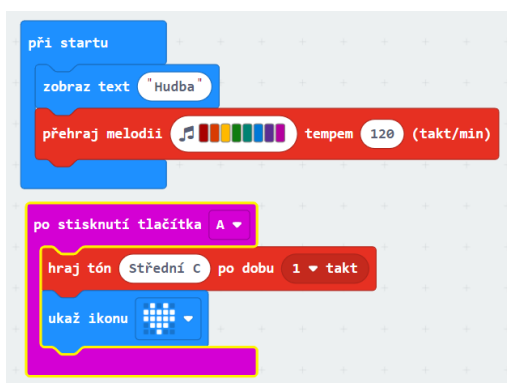 při startu
zobraz text "Hudba"
přehraj melodii tempem 120 (takt/min)
po stisknutí tlačítka A
hraj tón Střední C po dobu 1 takt
ukaž ikonu